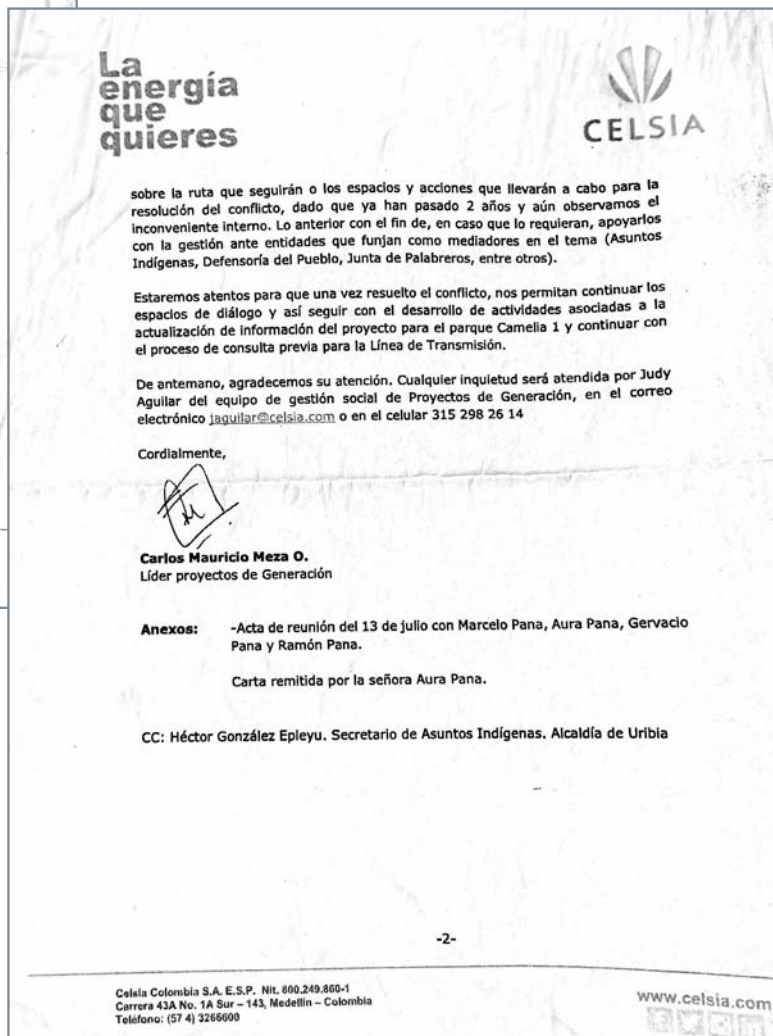 La
energía
que
quieres
CELSIA
sobre la ruta que seguirán o los espacios y acciones que llevarán a cabo para la
resolución del conflicto, dado que ya han pasado 2 años y aún observamos el
inconveniente interno. Lo anterior con el fin de, en caso que lo requieran, apoyarlos
con la gestión ante entidades que funjan como mediadores en el tema (Asuntos
Indígenas, Defensoría del Pueblo, Junta de Palabreros, entre otros).
Estaremos atentos para que una vez resuelto el conflicto, nos permitan continuar los
espacios de diálogo y así seguir con el desarrollo de actividades asociadas a la
actualización de información del proyecto para el parque Camelia 1 y continuar con
el proceso de consulta previa para la Línea de Transmisión.
De antemano, agradecemos su atención. Cualquier inquietud será atendida por Judy
Aguilar del equipo de gestión social de Proyectos de Generación, en el correo
electrónico jaguilar@celsia.com o en el celular 315 298 26 14
Cordialmente,
Carlos Mauricio Meza O.
Líder proyectos de Generación
Anexos: -Acta de reunión del 13 de julio con Marcelo Pana, Aura Pana, Gervacio
Pana y Ramón Pana.
Carta remitida por la señora Aura Pana.
CC: Héctor González Epleyu. Secretario de Asuntos Indígenas. Alcaldía de Uribia
-2-
Celsia Colombia S.A. E.S.P. Nit. 800.249.860-1
Carrera 43A No. 1A Sur – 143, Medellín – Colombia
Teléfono: (57 4) 3266600
www.celsia.com